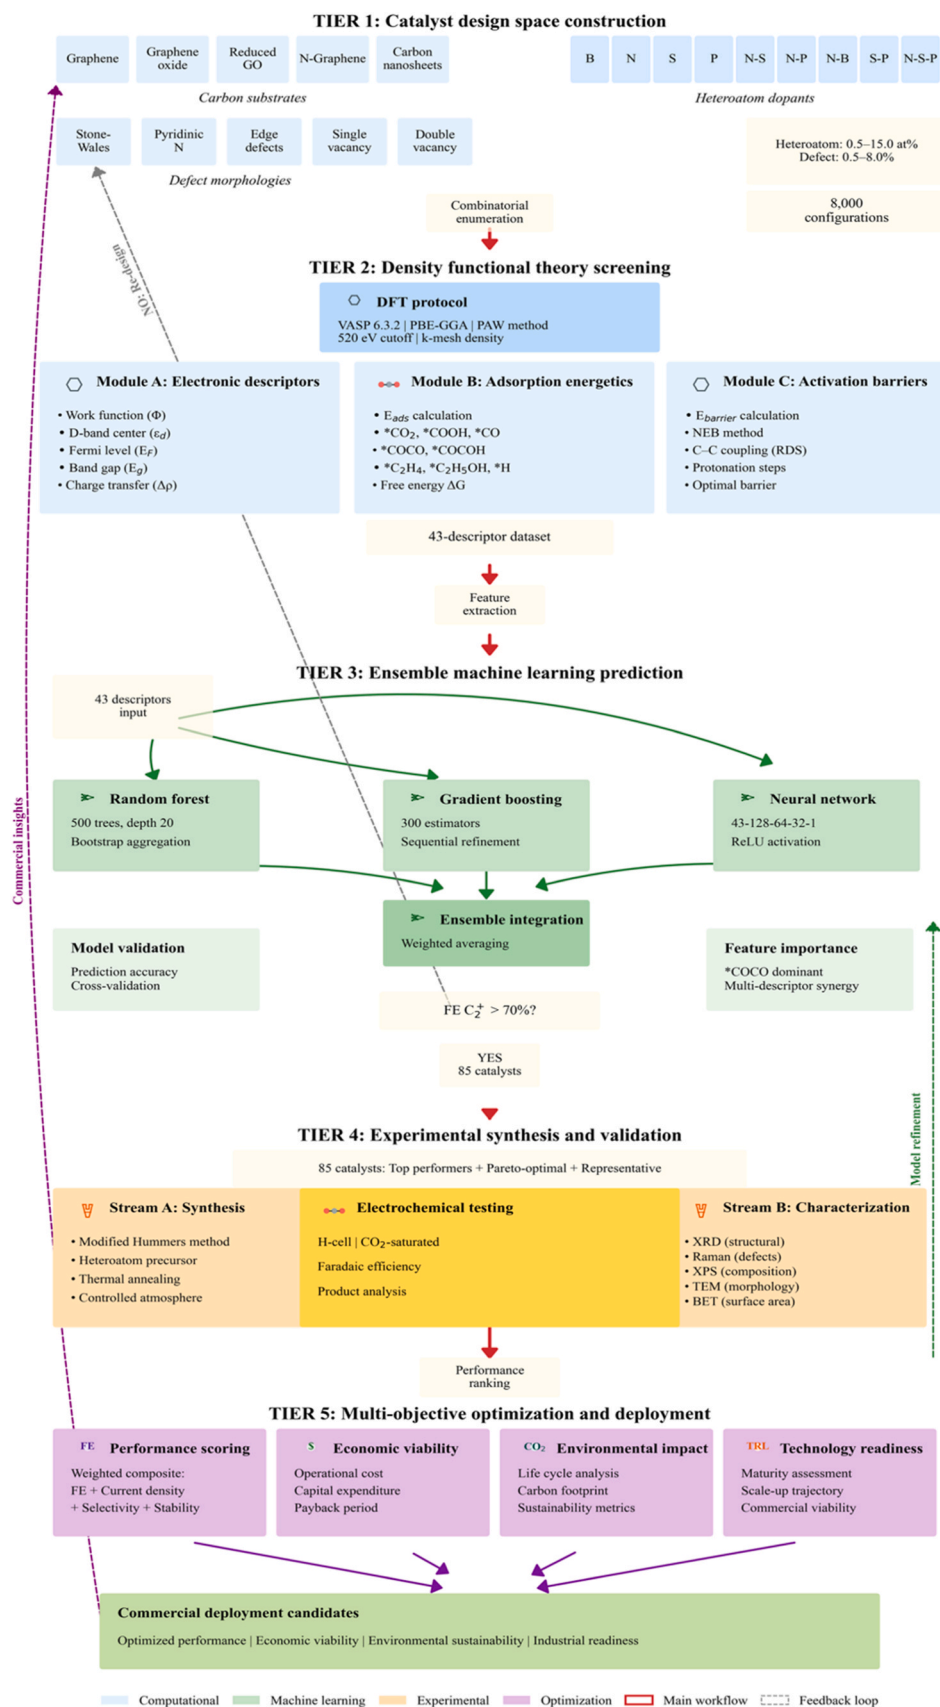 TIER 1: Catalyst design space construction
Graphene
Graphene
oxide
Reduced
GO
N-Graphene
Carbon
nanosheets
B
N
S
P
N-S
N-P
N-B
S-P
N-S-P
Carbon substrates
Heteroatom dopants
Stone-
Wales
Pyridinic
N
Edge
defects
Single
vacancy
Double
vacancy
Heteroatom: 0.5–15.0 at%
Defect: 0.5–8.0%
Defect morphologies
8,000
configurations
Combinatorial
enumeration
NO: Re-design
TIER 2: Density functional theory screening
DFT protocol
VASP 6.3.2 | PBE-GGA | PAW method
520 eV cutoff | k-mesh density
Module A: Electronic descriptors
• Work function (Φ)
• D-band center (ε_d)
• Fermi level (E_F)
• Band gap (E_g)
• Charge transfer (Δρ)
Module B: Adsorption energetics
• E_ads calculation
• *CO₂, *COOH, *CO
• *COCO, *COCOH
• *C₂H₄, *C₂H₅OH, *H
• Free energy ΔG
Module C: Activation barriers
• E_barrier calculation
• NEB method
• C–C coupling (RDS)
• Protonation steps
• Optimal barrier
43-descriptor dataset
Feature
extraction
TIER 3: Ensemble machine learning prediction
43 descriptors
input
Random forest
500 trees, depth 20
Bootstrap aggregation
Gradient boosting
300 estimators
Sequential refinement
Neural network
43-128-64-32-1
ReLU activation
Commercial insights
Ensemble integration
Weighted averaging
Model validation
Prediction accuracy
Cross-validation
Feature importance
*COCO dominant
Multi-descriptor synergy
FE C₂⁺ > 70%?
YES
85 catalysts
Model refinement
TIER 4: Experimental synthesis and validation
85 catalysts: Top performers + Pareto-optimal + Representative
Stream A: Synthesis
• Modified Hummers method
• Heteroatom precursor
• Thermal annealing
• Controlled atmosphere
Electrochemical testing
H-cell | CO₂-saturated
Faradaic efficiency
Product analysis
Stream B: Characterization
• XRD (structural)
• Raman (defects)
• XPS (composition)
• TEM (morphology)
• BET (surface area)
Performance
ranking
TIER 5: Multi-objective optimization and deployment
FE Performance scoring
Weighted composite:
FE + Current density
+ Selectivity + Stability
$ Economic viability
Operational cost
Capital expenditure
Payback period
CO₂ Environmental impact
Life cycle analysis
Carbon footprint
Sustainability metrics
TRL Technology readiness
Maturity assessment
Scale-up trajectory
Commercial viability
Commercial deployment candidates
Optimized performance | Economic viability | Environmental sustainability | Industrial readiness
Computational
Machine learning
Experimental
Optimization
Main workflow
Feedback loop